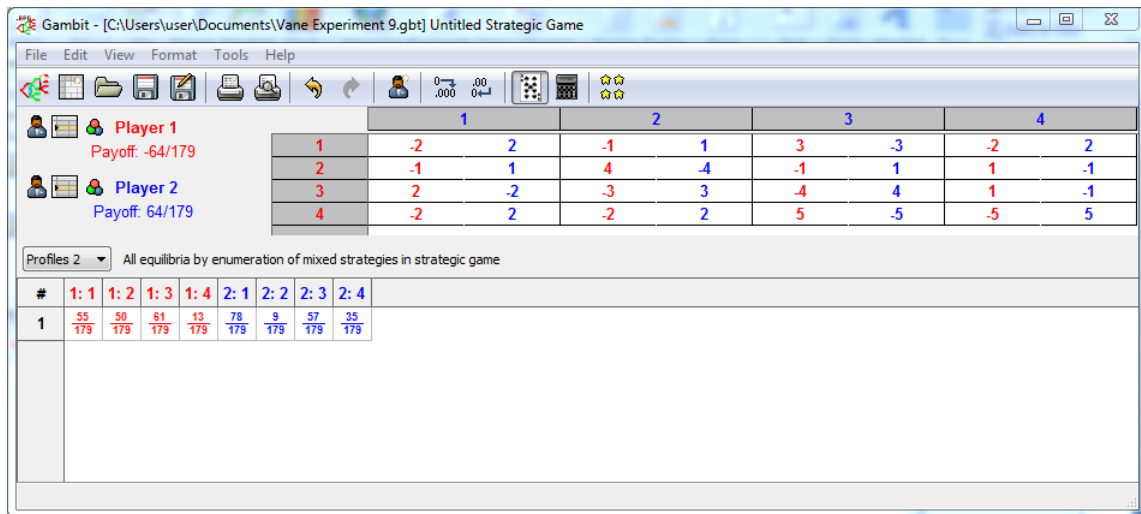 Gambit - [C:\Users\user\Documents\Vane Experiment 9.gbt] Untitled Strategic Game
File Edit View Format Tools Help
0 .000 .00 0
Player 1
Payoff: -64/179
Player 2
Payoff: 64/179
1 2 3 4
1 -2 2 -1 1 3 -3 -2 2
2 -1 1 4 -4 -1 1 1 -1
3 2 -2 -3 3 -4 4 1 -1
4 -2 2 -2 2 5 -5 -5 5
Profiles 2 All equilibria by enumeration of mixed strategies in strategic game
# 1: 1 1: 2 1: 3 1: 4 2: 1 2: 2 2: 3 2: 4
1 55/179 50/179 61/179 13/179 78/179 9/179 57/179 35/179